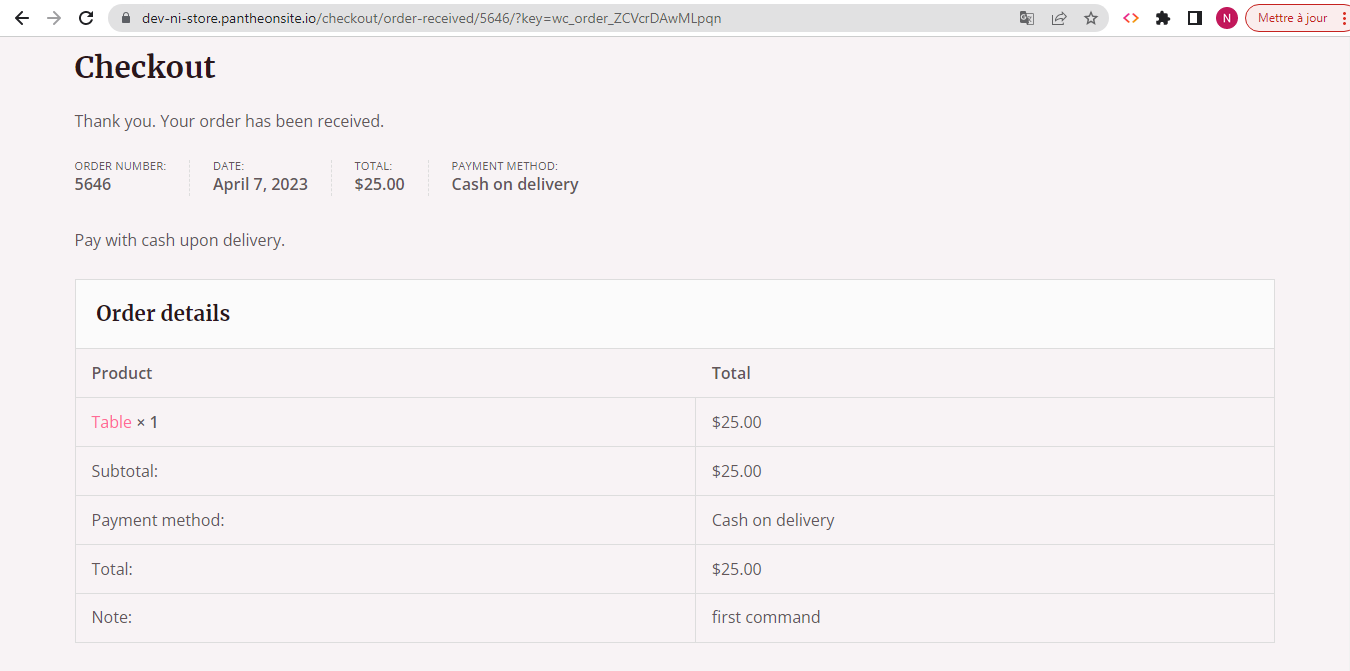 dev-ni-store.pantheonsite.io/checkout/order-received/5646/?key=wc_order_ZCVcrDAwMLpqn
N
Mettre à jour
Checkout
Thank you. Your order has been received.
ORDER NUMBER: DATE: TOTAL: PAYMENT METHOD:
5646 April 7, 2023 $25.00 Cash on delivery
Pay with cash upon delivery.
Order details
Product Total
Table × 1 $25.00
Subtotal: $25.00
Payment method: Cash on delivery
Total: $25.00
Note: first command